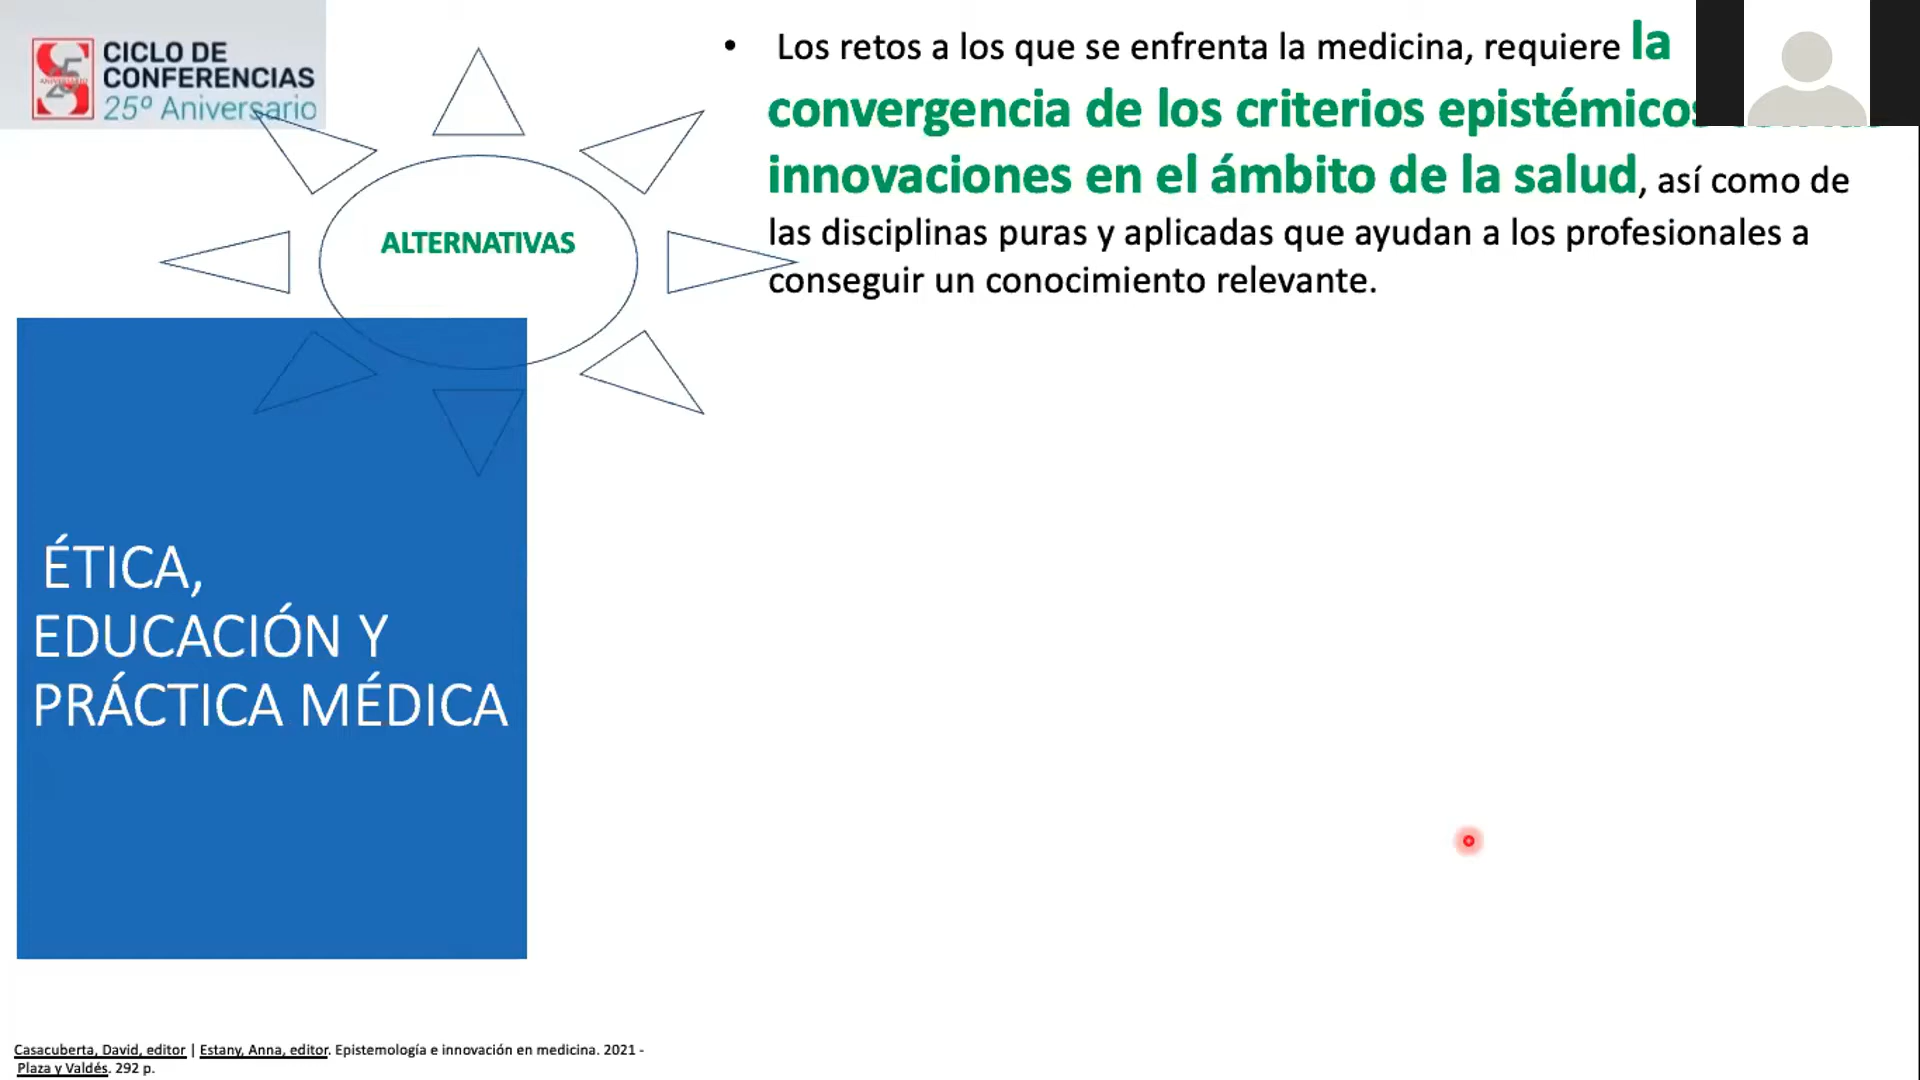 CICLO DE
CONFERENCIAS
25º Aniversario
• Los retos a los que se enfrenta la medicina, requiere la
convergencia de los criterios epistémicos
innovaciones en el ámbito de la salud, así como de
las disciplinas puras y aplicadas que ayudan a los profesionales a
conseguir un conocimiento relevante.
ALTERNATIVAS
ÉTICA,
EDUCACIÓN Y
PRÁCTICA MÉDICA
Casacuberta, David, editor | Estany, Anna, editor. Epistemología e innovación en medicina. 2021 -
Plaza y Valdés. 292 p.